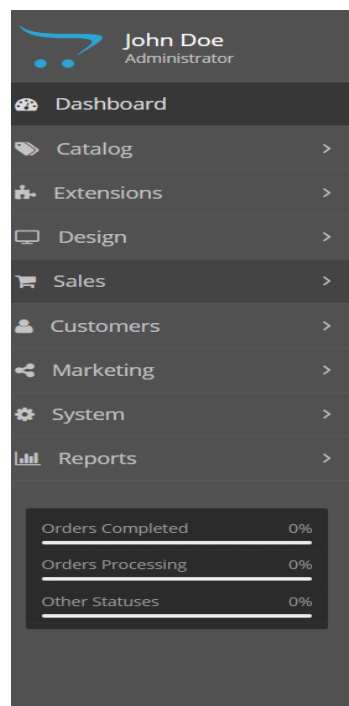 John Doe
Administrator
Dashboard
Catalog
Extensions
Design
Sales
Customers
Marketing
System
Reports
Orders Completed 0%
Orders Processing 0%
Other Statuses 0%